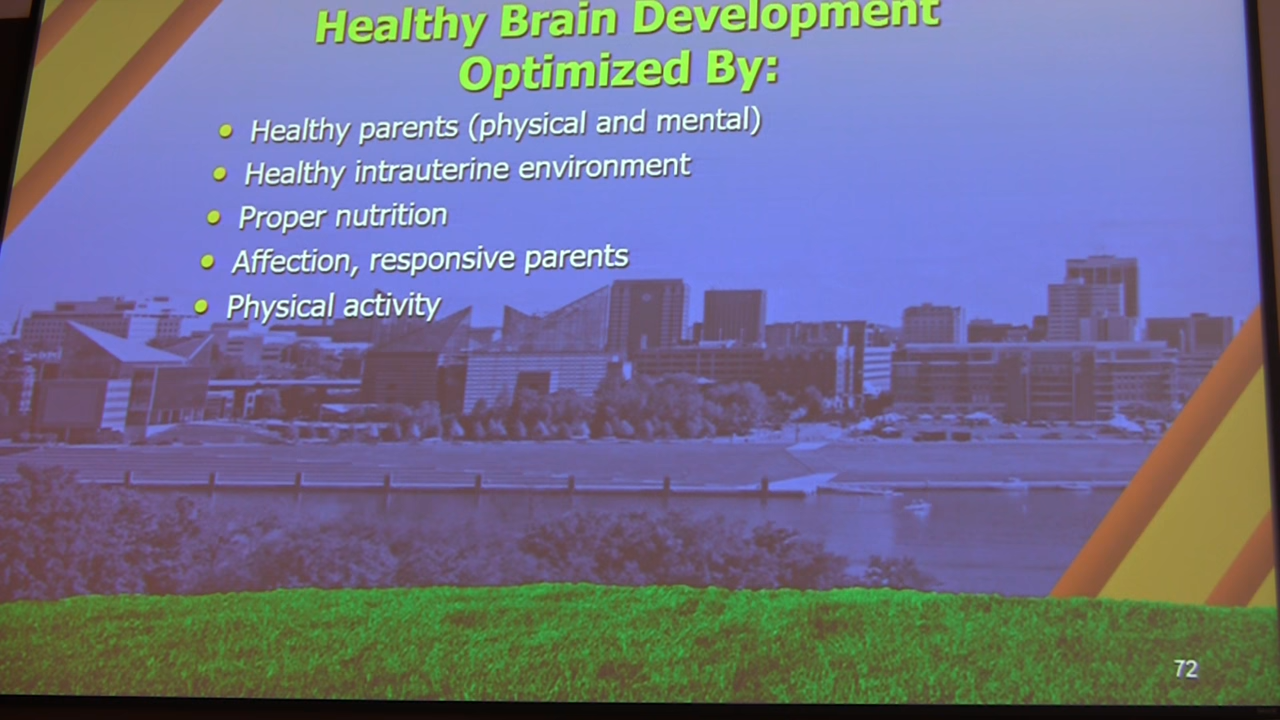 Healthy Brain Development
Optimized By:
Healthy parents (physical and mental)
Healthy intrauterine environment
Proper nutrition
Affection, responsive parents
Physical activity
72